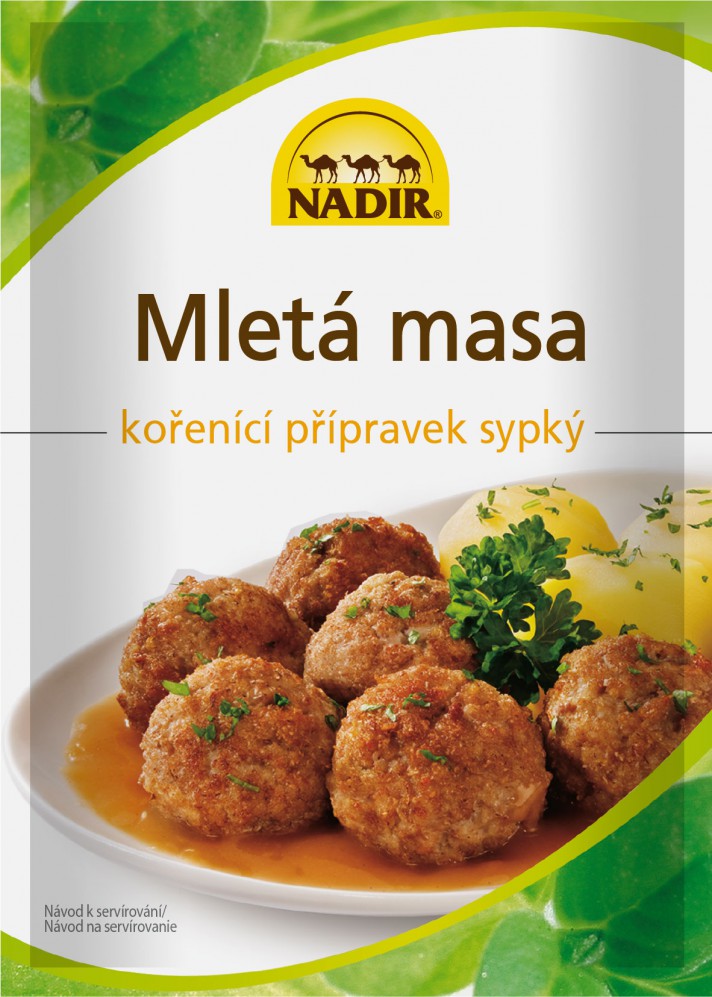 NADIR®
Mletá masa
kořenící přípravek sypký
Návod k servírování/
Návod na servírovanie